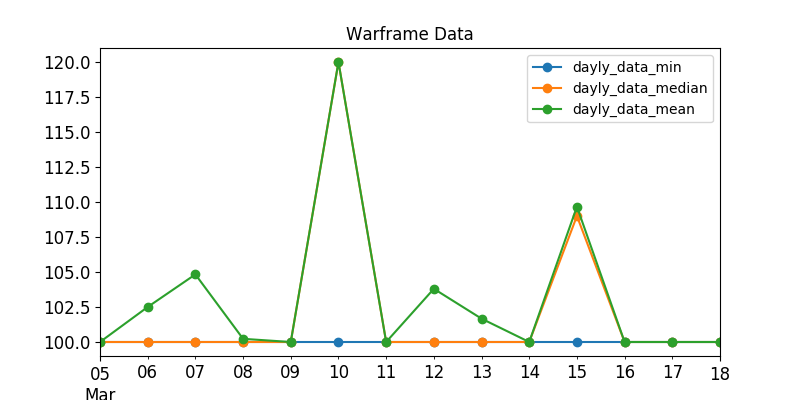 Warframe Data
dayly_data_min
dayly_data_median
dayly_data_mean
120.0
117.5
115.0
112.5
110.0
107.5
105.0
102.5
100.0
05 06 07 08 09 10 11 12 13 14 15 16 17 18
Mar